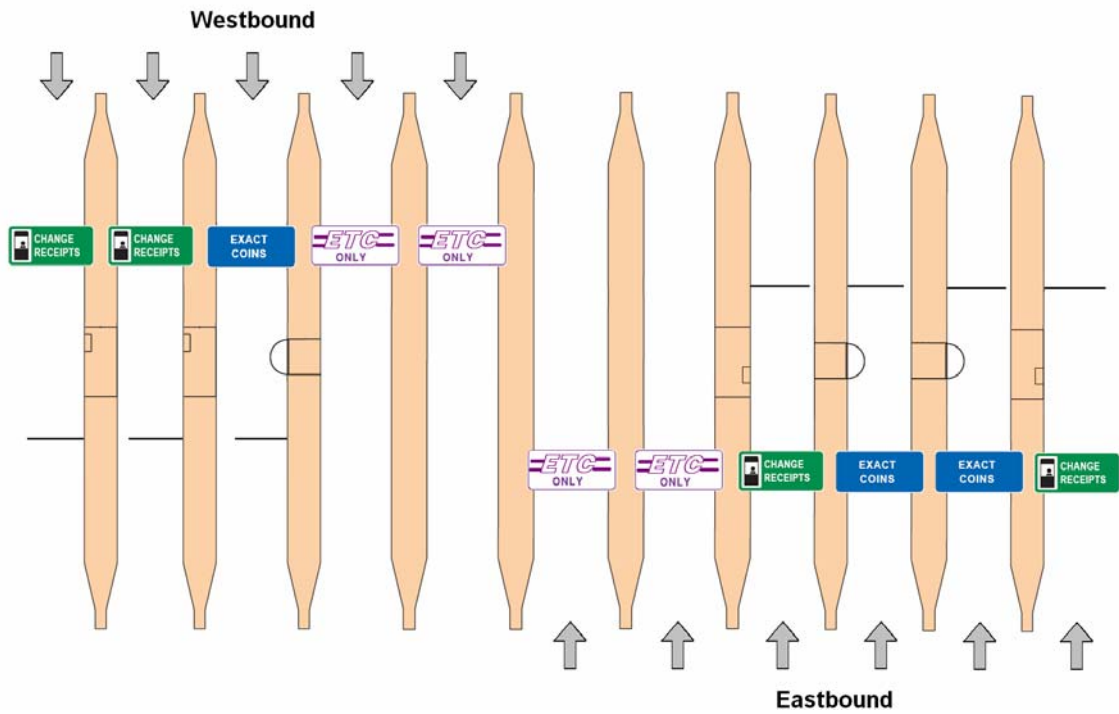 Westbound
CHANGE
RECEIPTS
CHANGE
RECEIPTS
EXACT
COINS
ETC
ONLY
ETC
ONLY
ETC
ONLY
ETC
ONLY
CHANGE
RECEIPTS
EXACT
COINS
EXACT
COINS
CHANGE
RECEIPTS
Eastbound